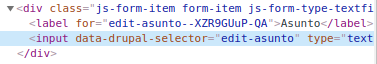 ▼<div class="js-form-item form-item js-form-type-textfi
<label for="edit-asunto--XZR9GUuP-QA">Asunto</label>
<input data-drupal-selector="edit-asunto" type="text
</div>